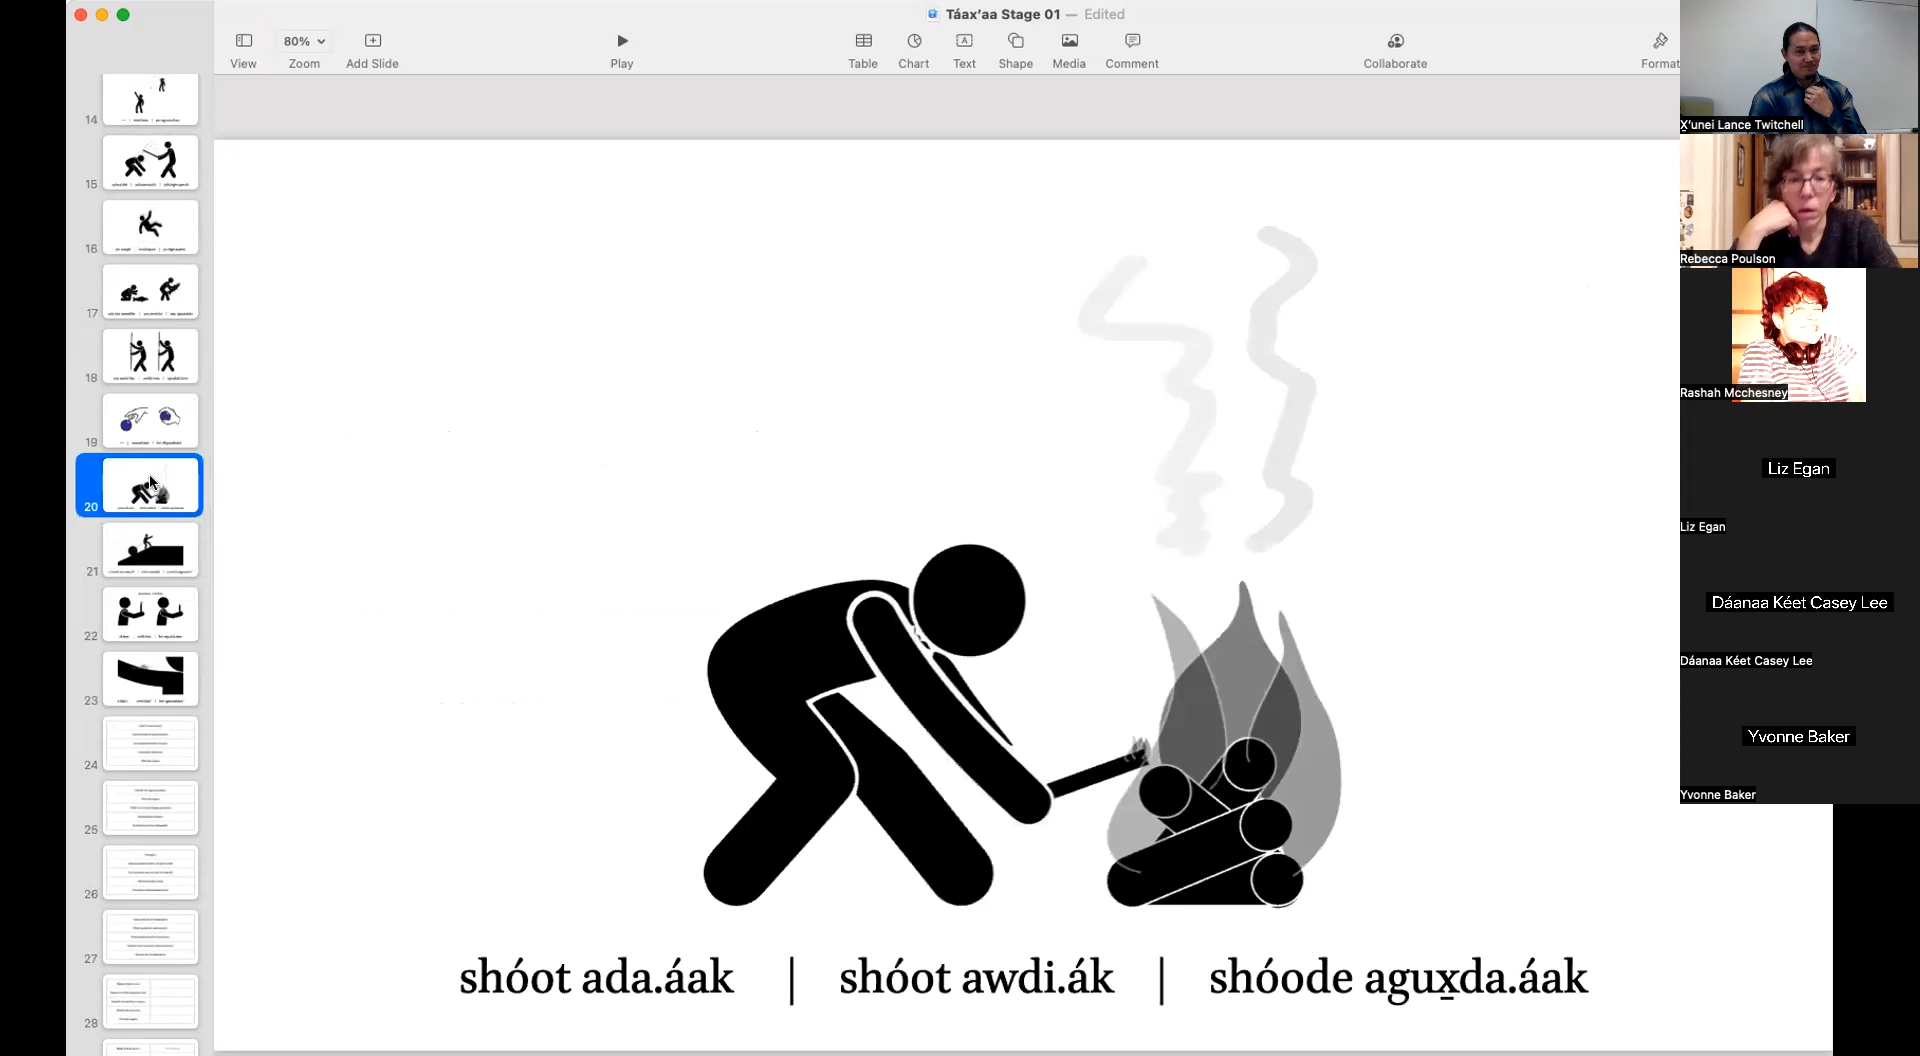 Táax'aa Stage 01 — Edited
View
80%
Zoom
Add Slide
Play
Table
Chart
Text
Shape
Media
Comment
Collaborate
Format
14
15
16
17
18
19
20
21
22
23
24
25
26
27
28
shóot ada.áak | shóot awdi.ák | shóode agux̱da.áak
X̱'unei Lance Twitchell
Rebecca Poulson
Rashah Mcchesney
Liz Egan
Liz Egan
Dáanaa Kéet Casey Lee
Dáanaa Kéet Casey Lee
Yvonne Baker
Yvonne Baker